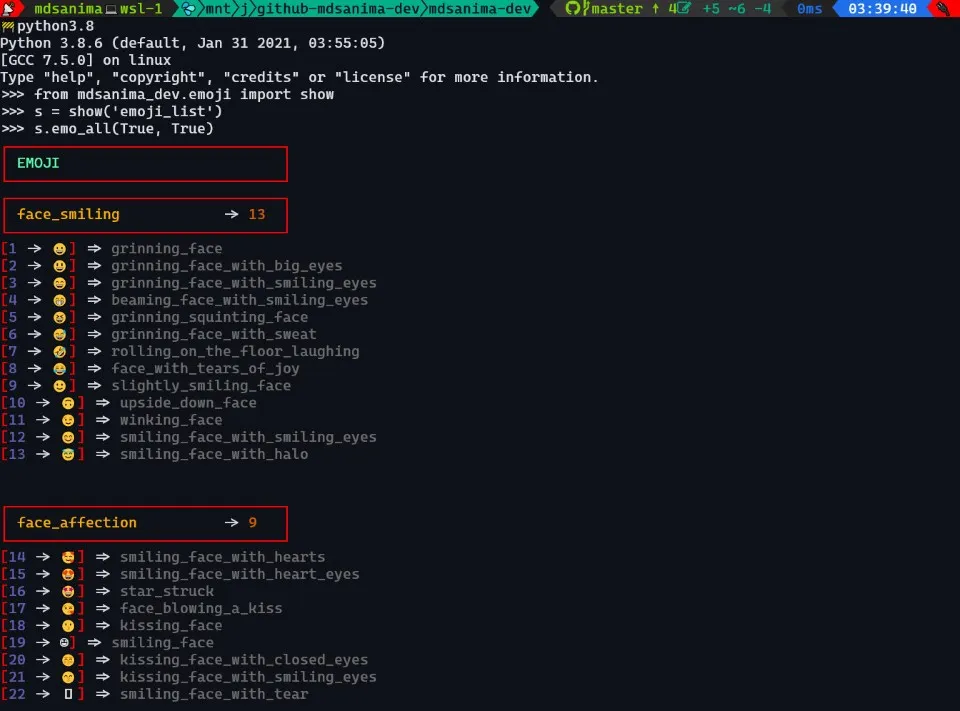 mdsanima wsl-1 /mnt/j/github-mdsanima-dev/mdsanima-dev master ↑ 4 +5 ~6 -4 0ms 03:39:40
python3.8
Python 3.8.6 (default, Jan 31 2021, 03:55:05)
[GCC 7.5.0] on linux
Type "help", "copyright", "credits" or "license" for more information.
>>> from mdsanima_dev.emoji import show
>>> s = show('emoji_list')
>>> s.emo_all(True, True)
EMOJI
face_smiling → 13
[1 → 😀] ⇒ grinning_face
[2 → 😃] ⇒ grinning_face_with_big_eyes
[3 → 😄] ⇒ grinning_face_with_smiling_eyes
[4 → 😁] ⇒ beaming_face_with_smiling_eyes
[5 → 😆] ⇒ grinning_squinting_face
[6 → 😅] ⇒ grinning_face_with_sweat
[7 → 🤣] ⇒ rolling_on_the_floor_laughing
[8 → 😂] ⇒ face_with_tears_of_joy
[9 → 🙂] ⇒ slightly_smiling_face
[10 → 🙃] ⇒ upside_down_face
[11 → 😉] ⇒ winking_face
[12 → 😊] ⇒ smiling_face_with_smiling_eyes
[13 → 😇] ⇒ smiling_face_with_halo
face_affection → 9
[14 → 🥰] ⇒ smiling_face_with_hearts
[15 → 😍] ⇒ smiling_face_with_heart_eyes
[16 → 🤩] ⇒ star_struck
[17 → 😘] ⇒ face_blowing_a_kiss
[18 → 😗] ⇒ kissing_face
[19 → ☺] ⇒ smiling_face
[20 → 😚] ⇒ kissing_face_with_closed_eyes
[21 → 😙] ⇒ kissing_face_with_smiling_eyes
[22 → ▯] ⇒ smiling_face_with_tear